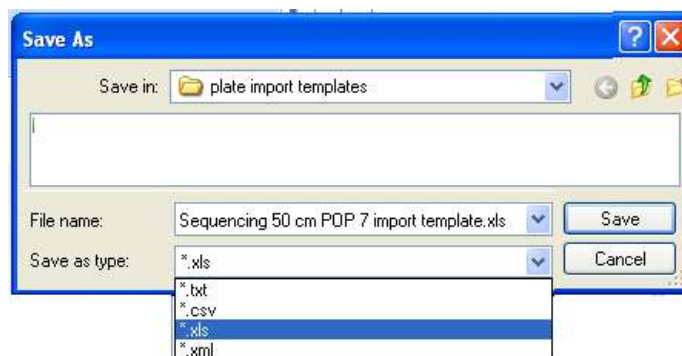 Save As
Save in: plate import templates
File name: Sequencing 50 cm POP 7 import template.xls Save
Save as type: *.xls Cancel
*.txt
*.csv
*.xls
*.xml